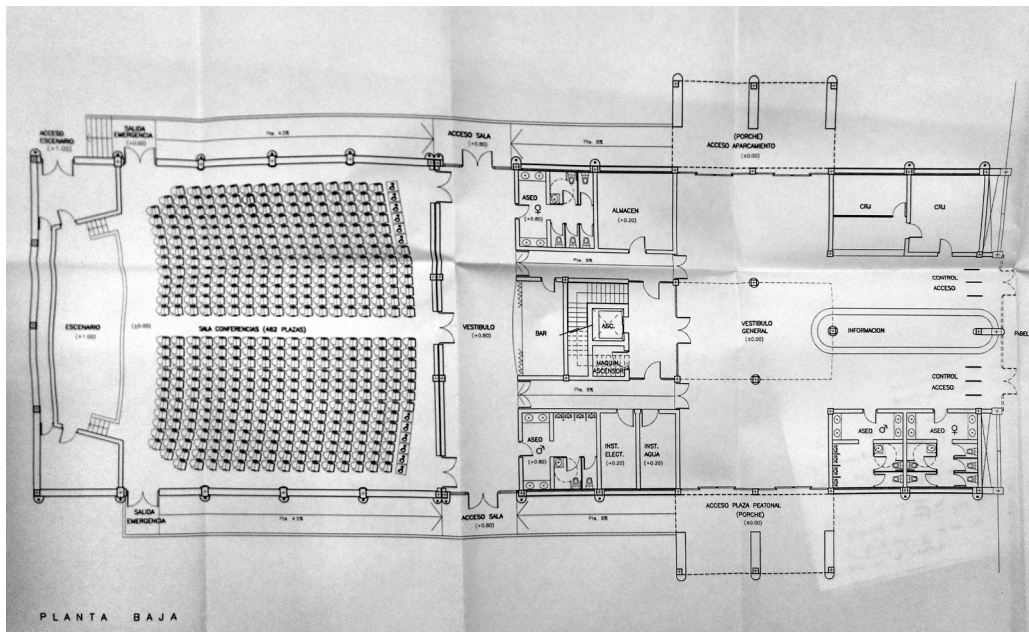 ACCESO
ESCENARIO
(+1.00)
SALIDA
EMERGENCIA
(±0.00)
Pte. 4.5%
ACCESO SALA
(+0.80)
Pte. 8%
(PORCHE)
ACCESO APARCAMIENTO
(±0.00)
ASEO
♀
(+0.80)
ALMACEN
(+0.20)
CRJ
CRJ
Pte. 8%
CONTROL
ACCESO
ESCENARIO
(+1.00)
(±0.00)
SALA CONFERENCIAS (462 PLAZAS)
VESTIBULO
(+0.80)
BAR
ASC.
MAQUIN.
ASCENSOR
VESTIBULO
GENERAL
(±0.00)
INFORMACION
CONTROL
ACCESO
Pte. 8%
ASEO
♂
(+0.80)
INST.
ELECT.
(+0.20)
INST.
AGUA
(+0.20)
ASEO ♂
ASEO ♀
SALIDA
EMERGENCIA
Pte. 4.5%
ACCESO SALA
(+0.80)
Pte. 8%
ACCESO PLAZA PEATONAL
(PORCHE)
(±0.00)
PLANTA BAJA